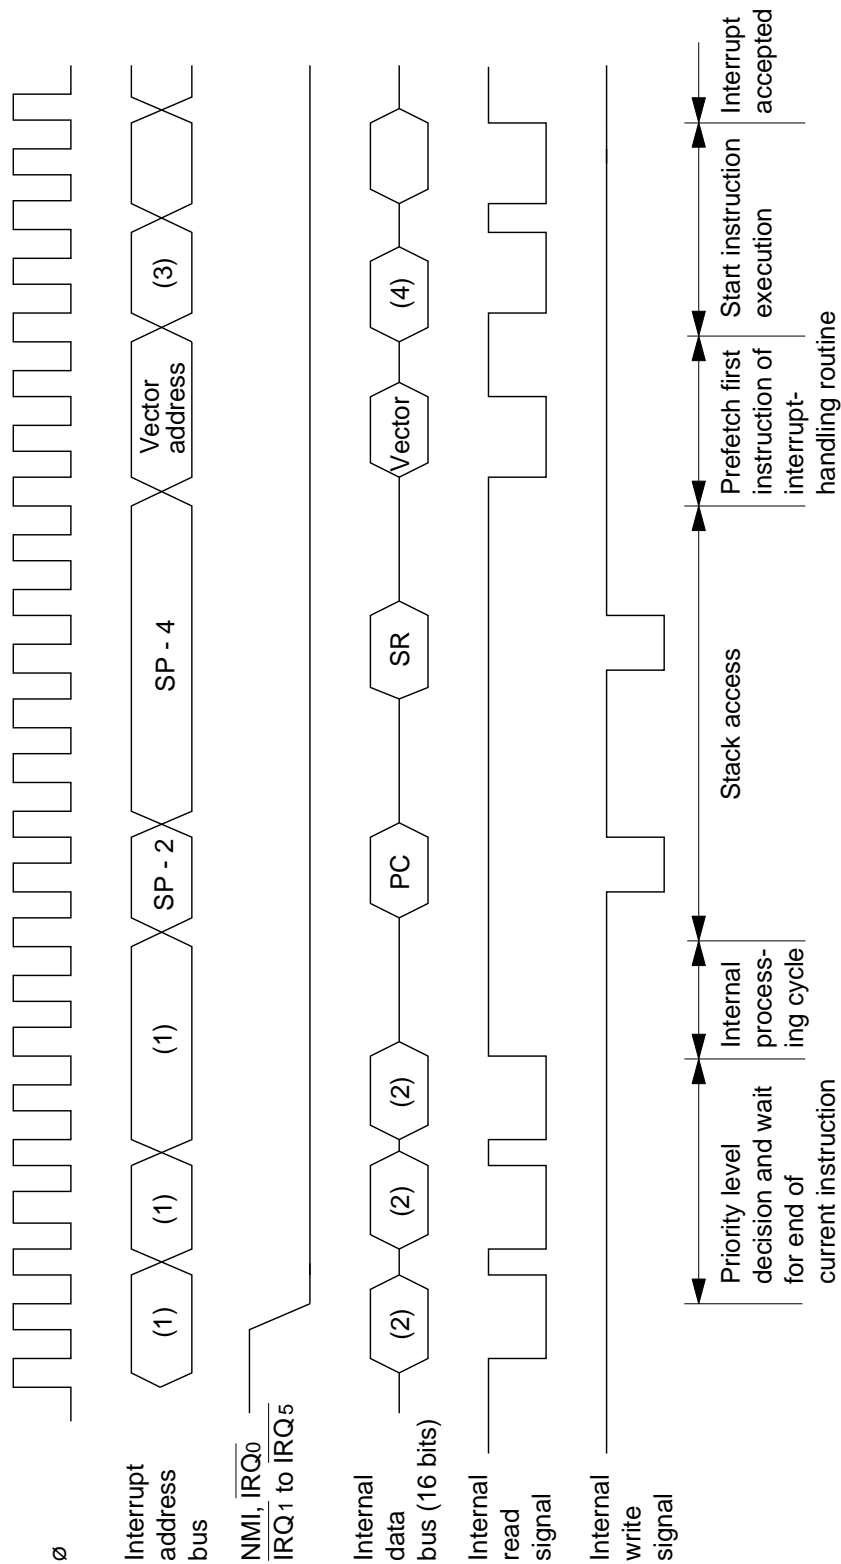 ø
Interrupt
address
bus
(1)
(1)
(1)
SP - 2
SP - 4
Vector
address
(3)
NMI, IRQ0
IRQ1 to IRQ5
Internal
data
bus (16 bits)
(2)
(2)
(2)
PC
SR
Vector
(4)
Internal
read
signal
Internal
write
signal
Priority level
decision and wait
for end of
current instruction
Internal
process-
ing cycle
Stack access
Prefetch first
instruction of
interrupt-
handling routine
Start instruction
execution
Interrupt
accepted